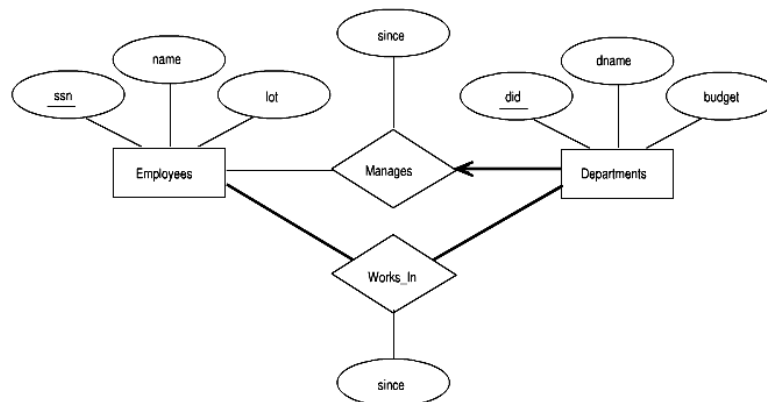 since
name
dname
ssn
lot
did
budget
Employees
Manages
Departments
Works_In
since